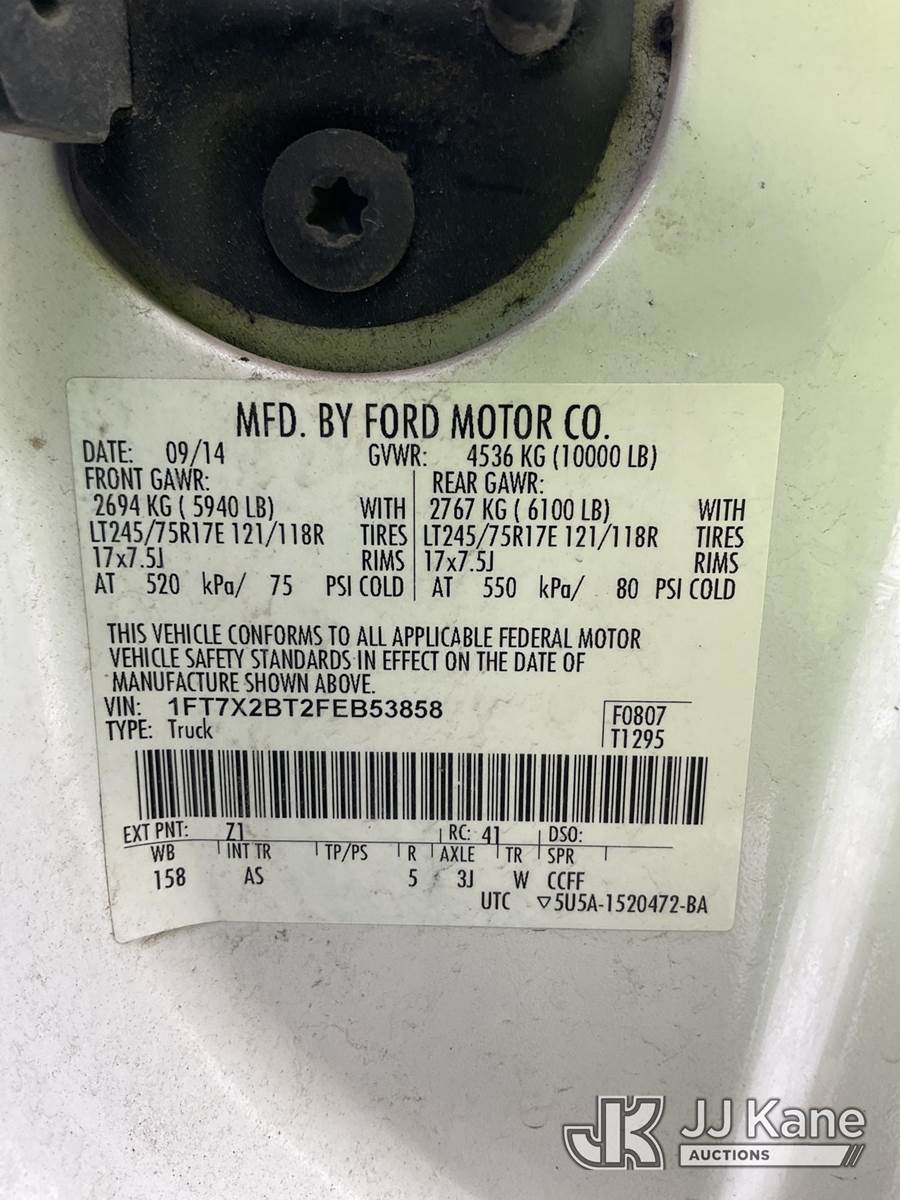 MFD. BY FORD MOTOR CO.
DATE: 09/14 GVWR: 4536 KG (10000 LB)
FRONT GAWR: REAR GAWR:
2694 KG ( 5940 LB) WITH 2767 KG ( 6100 LB) WITH
LT245/75R17E 121/118R TIRES LT245/75R17E 121/118R TIRES
17x7.5J RIMS 17x7.5J RIMS
AT 520 kPa/ 75 PSI COLD AT 550 kPa/ 80 PSI COLD
THIS VEHICLE CONFORMS TO ALL APPLICABLE FEDERAL MOTOR
VEHICLE SAFETY STANDARDS IN EFFECT ON THE DATE OF
MANUFACTURE SHOWN ABOVE.
VIN: 1FT7X2BT2FEB53858 F0807
TYPE: Truck T1295
EXT PNT: Z1 RC: 41 DSO:
WB INT TR TP/PS R AXLE TR SPR
158 AS 5 3J W CCFF
UTC ▽5U5A-1520472-BA
JK JJ Kane
AUCTIONS